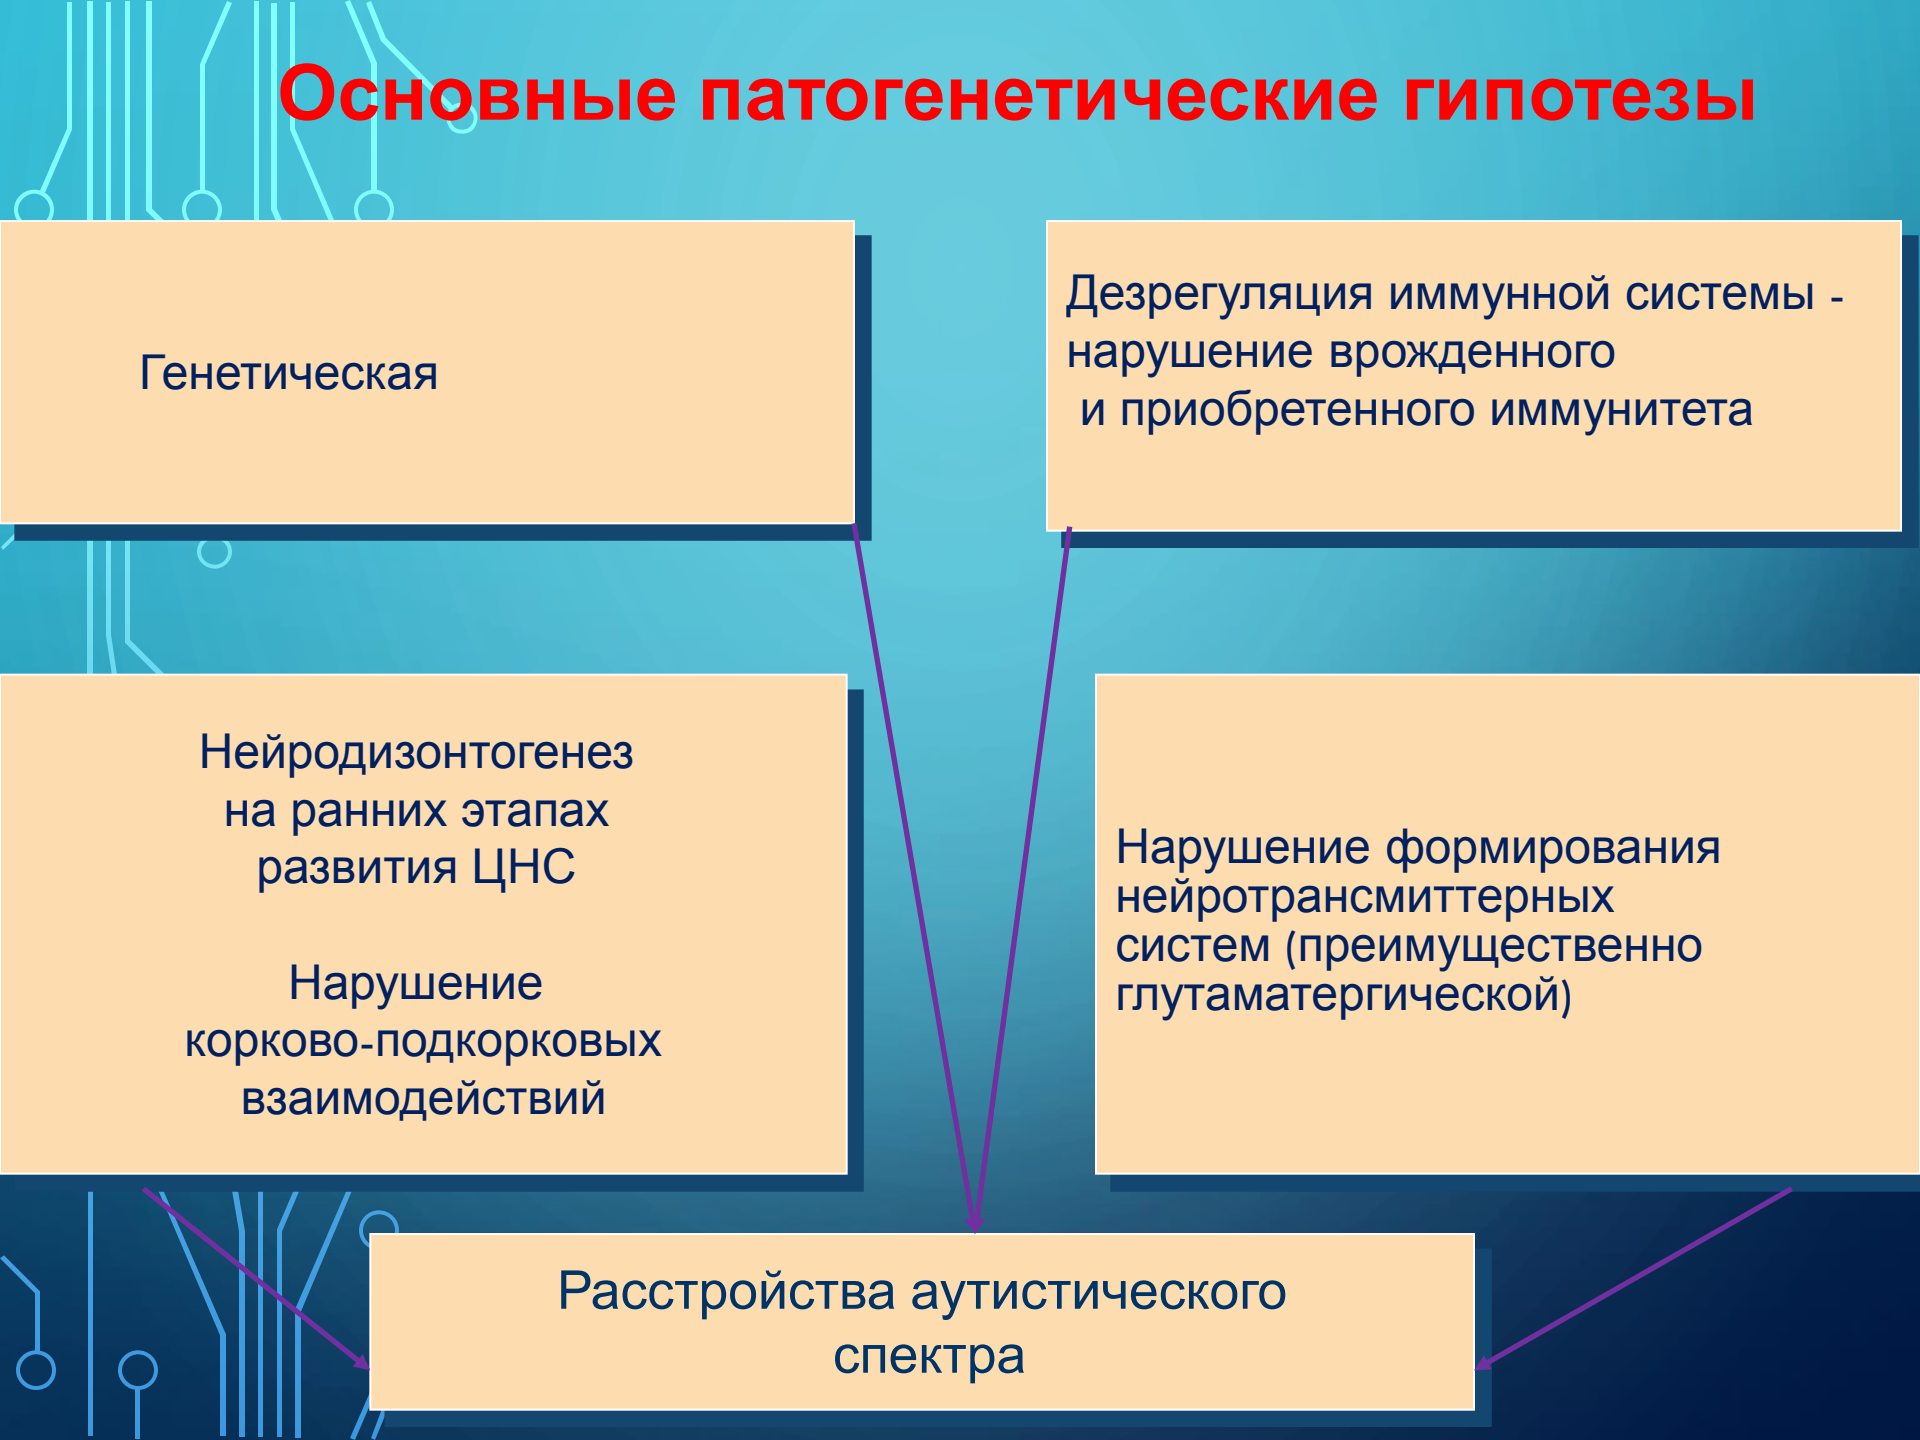 Основные патогенетические гипотезы
Генетическая
Дезрегуляция иммунной системы -
нарушение врожденного
и приобретенного иммунитета
Нейродизонтогенез
на ранних этапах
развития ЦНС
Нарушение
корково-подкорковых
взаимодействий
Нарушение формирования
нейротрансмиттерных
систем (преимущественно
глутаматергической)
Расстройства аутистического
спектра